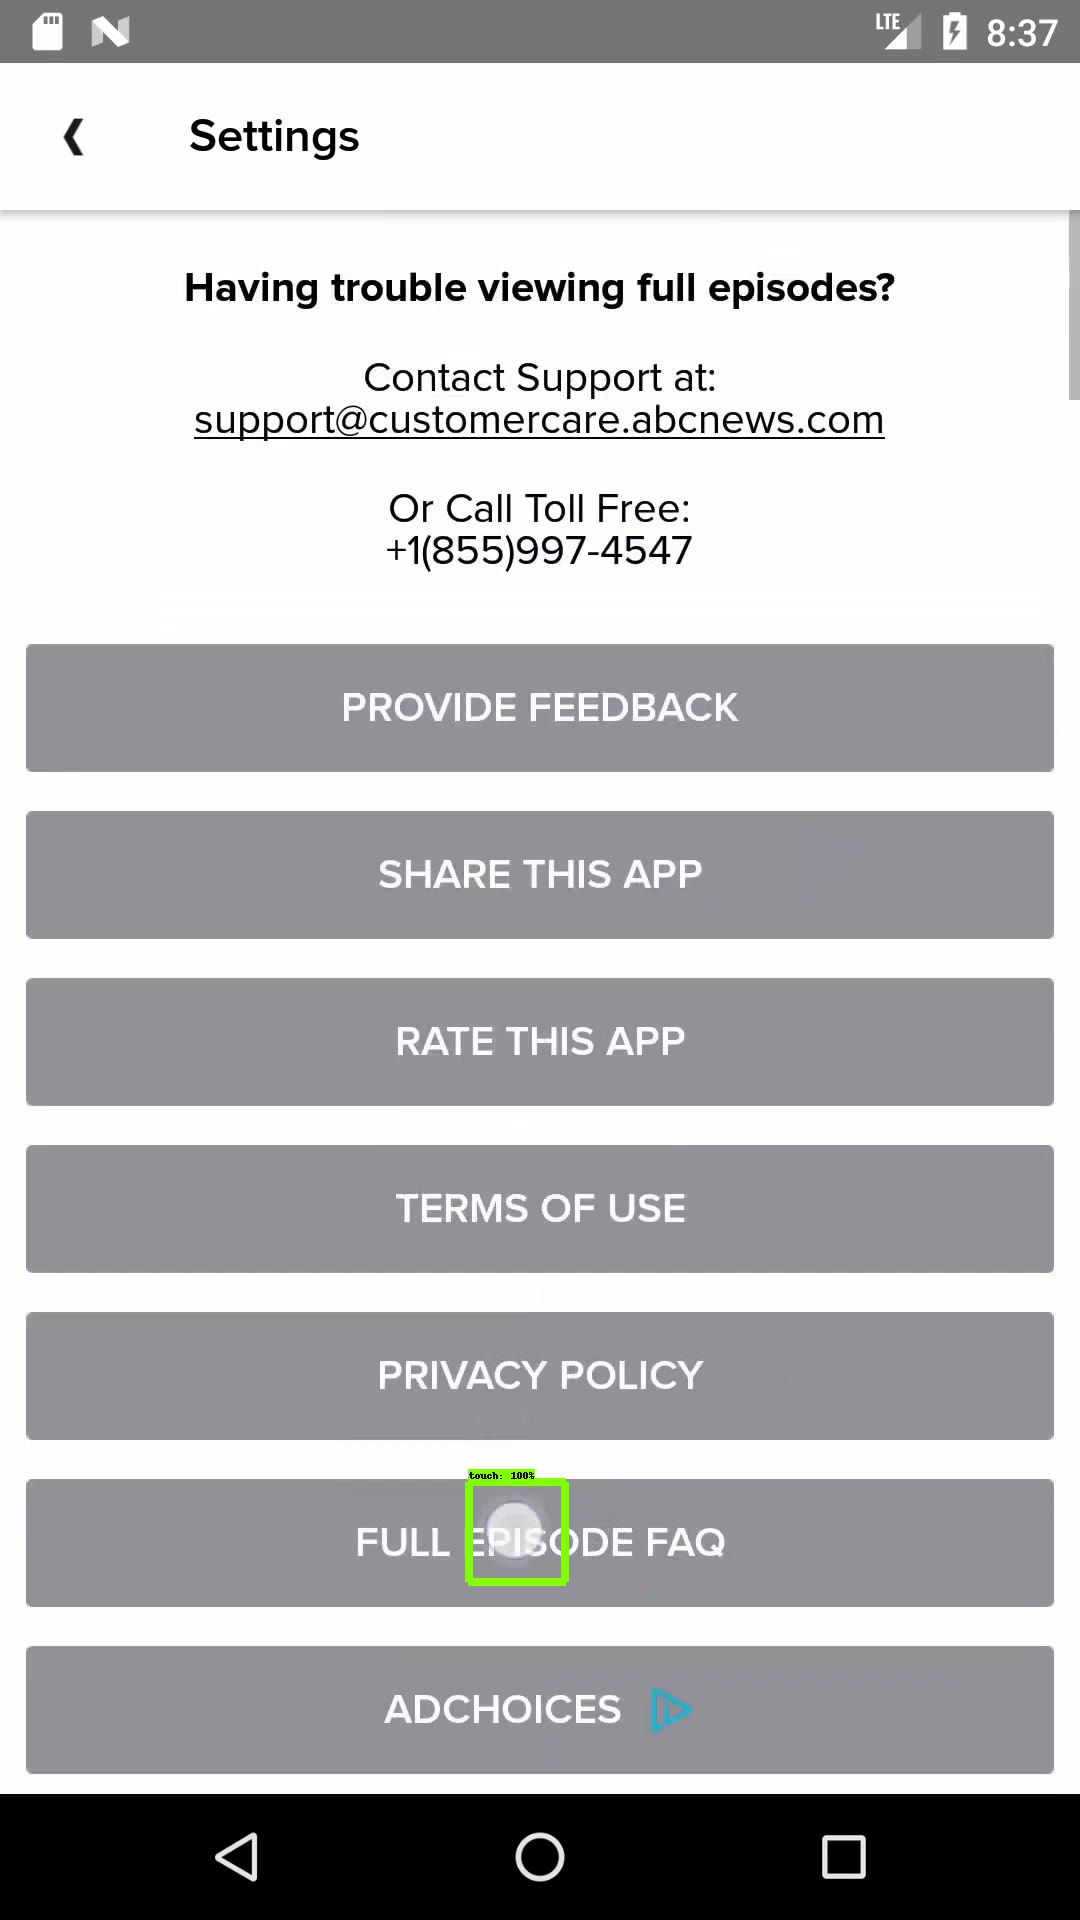 LTE 8:37
Settings
Having trouble viewing full episodes?
Contact Support at:
support@customercare.abcnews.com
Or Call Toll Free:
+1(855)997-4547
PROVIDE FEEDBACK
SHARE THIS APP
RATE THIS APP
TERMS OF USE
PRIVACY POLICY
touch: 100%
FULL EPISODE FAQ
ADCHOICES